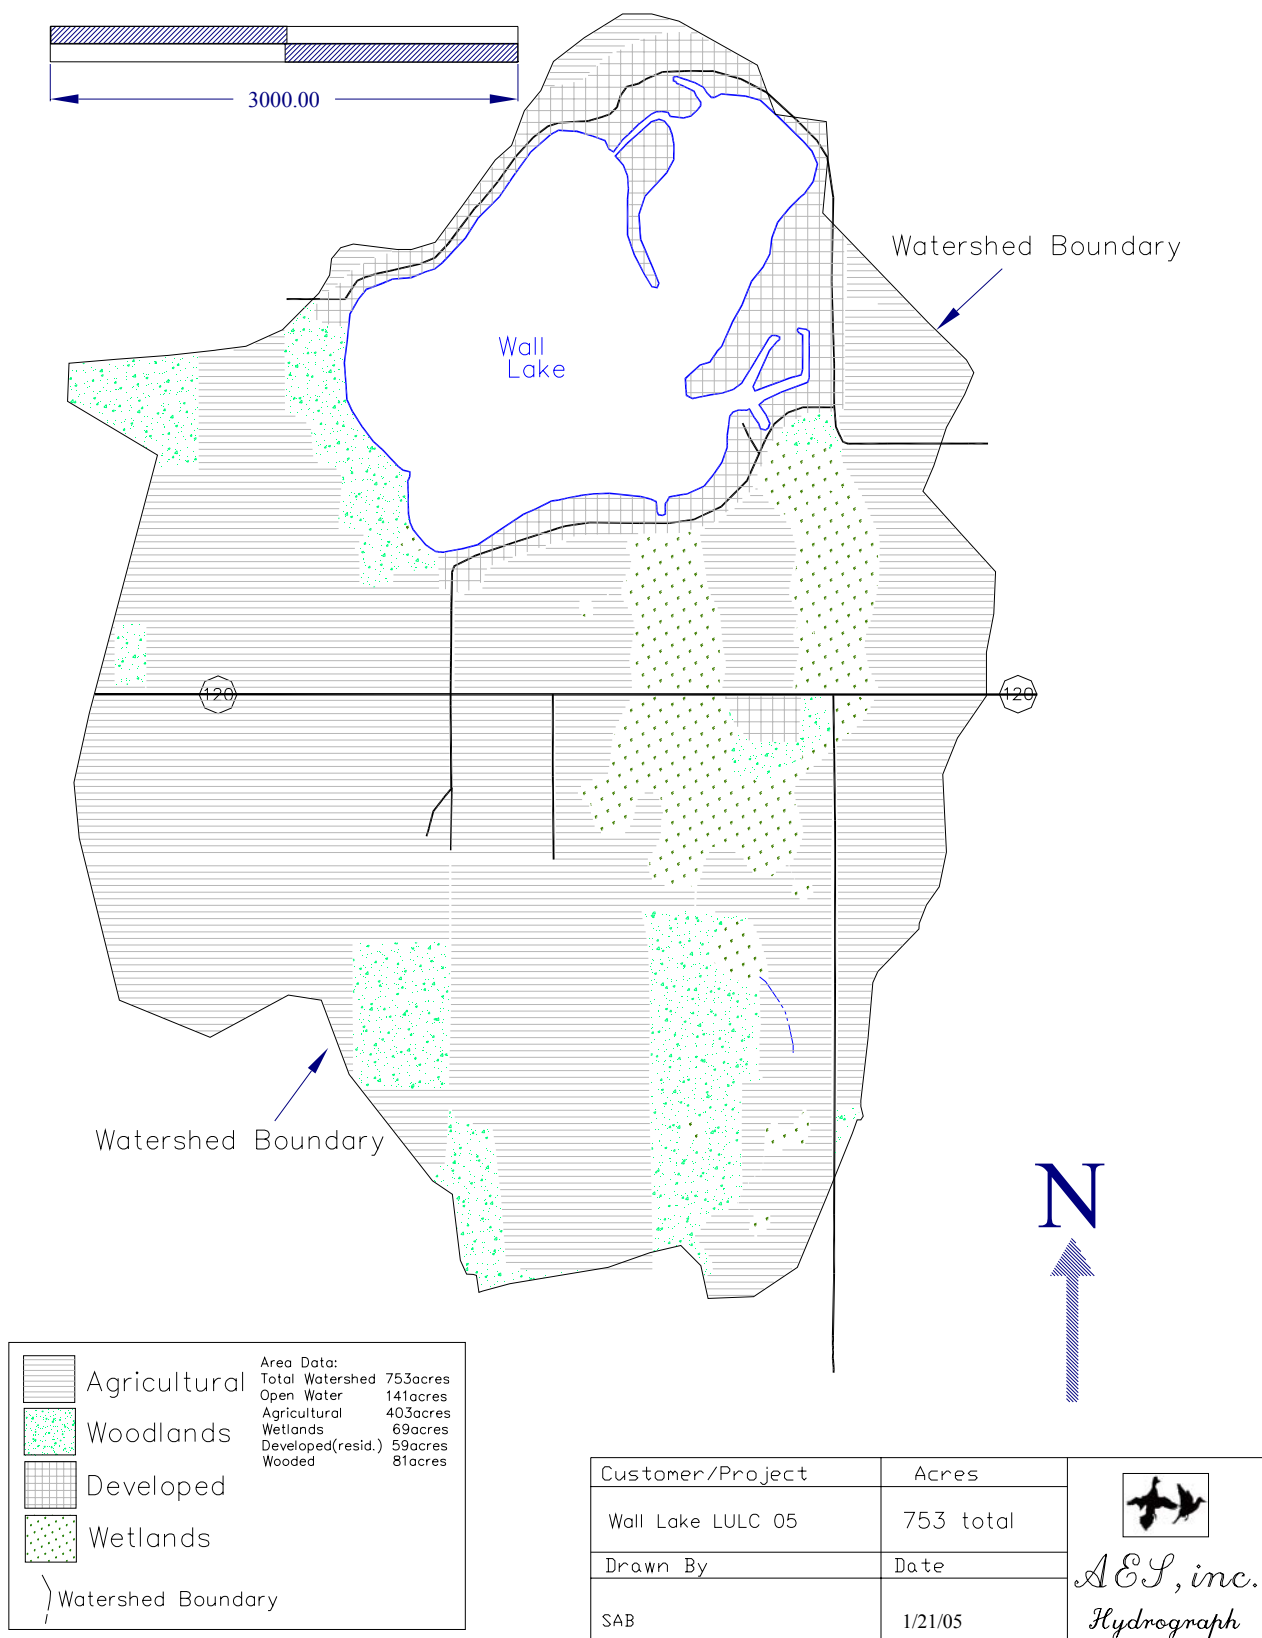 3000.00
Watershed Boundary
Wall
Lake
120
120
Watershed Boundary
N
Agricultural
Woodlands
Developed
Wetlands
Watershed Boundary
Area Data:
Total Watershed 753acres
Open Water 141acres
Agricultural 403acres
Wetlands 69acres
Developed(resid.) 59acres
Wooded 81acres
Customer/Project Acres
Wall Lake LULC 05 753 total
Drawn By Date
SAB 1/21/05
AES, inc.
Hydrograph